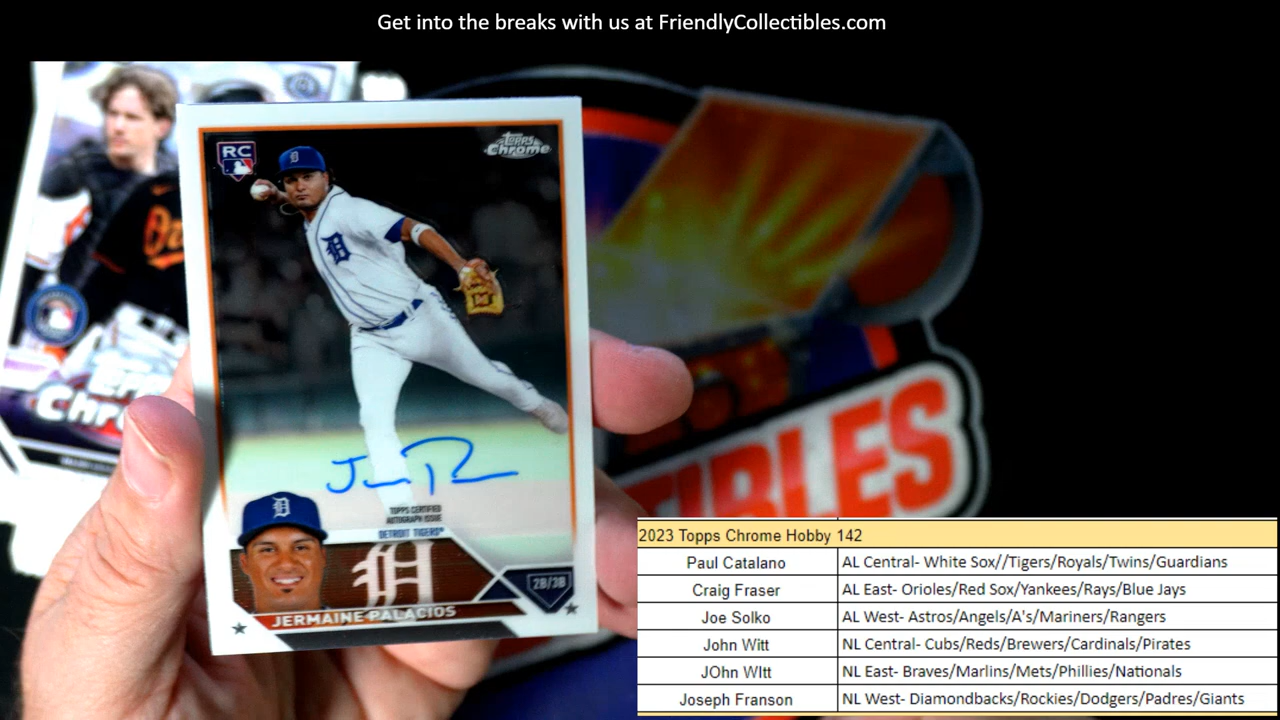 Get into the breaks with us at FriendlyCollectibles.com
RC
Topps
Chrome
TOPPS CERTIFIED
AUTOGRAPH ISSUE
DETROIT TIGERS
2B/3B
JERMAINE PALACIOS
2023 Topps Chrome Hobby 142
Paul Catalano AL Central- White Sox//Tigers/Royals/Twins/Guardians
Craig Fraser AL East- Orioles/Red Sox/Yankees/Rays/Blue Jays
Joe Solko AL West- Astros/Angels/A's/Mariners/Rangers
John Witt NL Central- Cubs/Reds/Brewers/Cardinals/Pirates
JOhn WItt NL East- Braves/Marlins/Mets/Phillies/Nationals
Joseph Franson NL West- Diamondbacks/Rockies/Dodgers/Padres/Giants